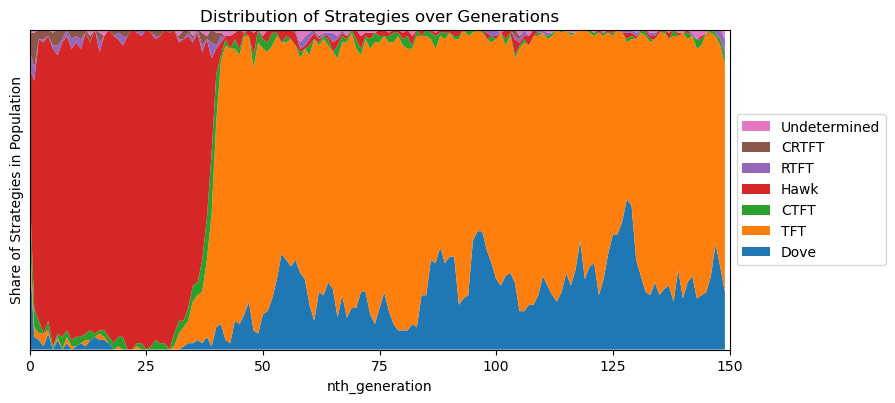 Distribution of Strategies over Generations
Share of Strategies in Population
Undetermined
CRTFT
RTFT
Hawk
CTFT
TFT
Dove
0 25 50 75 100 125 150
nth_generation